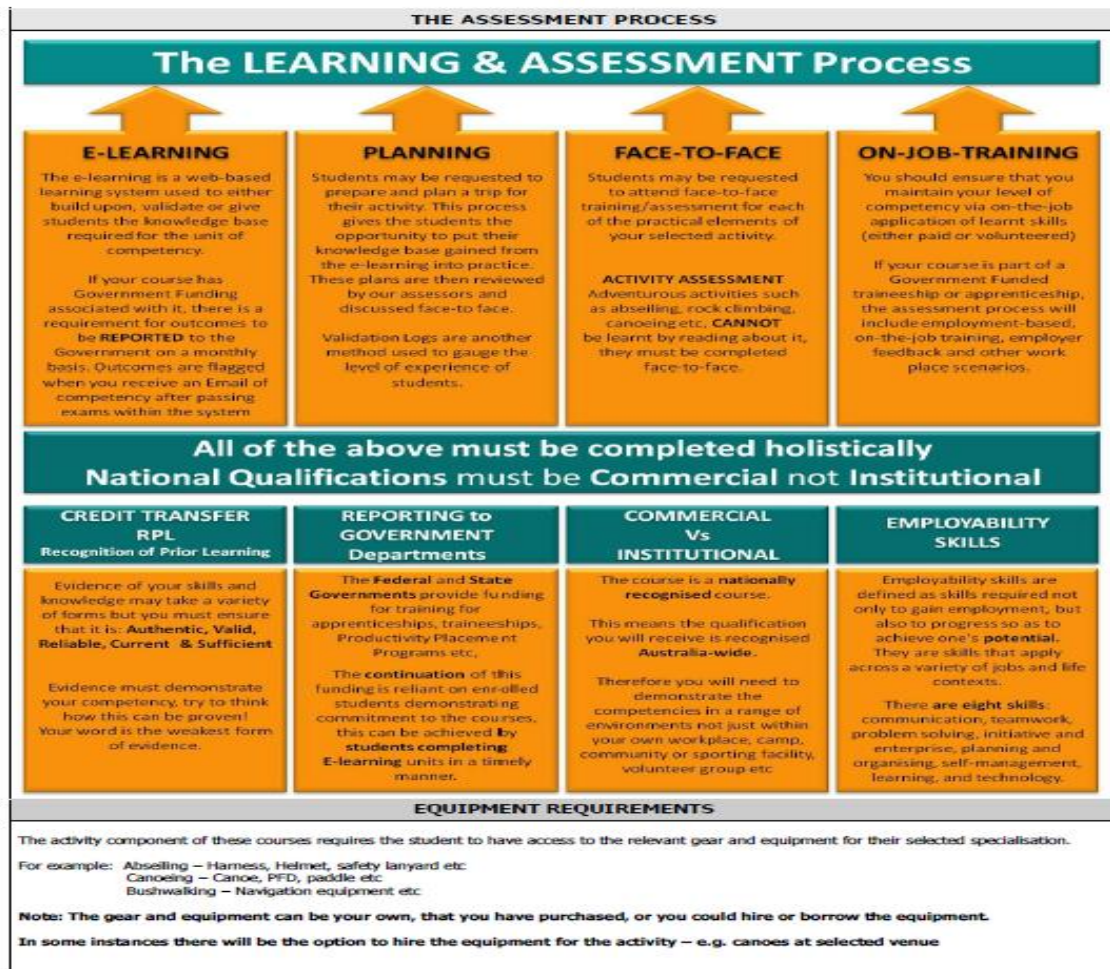 THE ASSESSMENT PROCESS
The LEARNING & ASSESSMENT Process
E-LEARNING
The e-learning is a web-based
learning system used to either
build upon, validate or give
students the knowledge base
required for the unit of
competency.
If your course has
Government Funding
associated with it, there is a
requirement for outcomes to
be REPORTED to the
Government on a monthly
basis. Outcomes are flagged
when you receive an Email of
competency after passing
exams within the system
PLANNING
Students may be requested to
prepare and plan a trip for
their activity. This process
gives the students the
opportunity to put their
knowledge base gained from
the e-learning into practice.
These plans are then reviewed
by our assessors and
discussed face-to face.
Validation Logs are another
method used to gauge the
level of experience of
students.
FACE-TO-FACE
Students may be requested
to attend face-to-face
training/assessment for each
of the practical elements of
your selected activity.
ACTIVITY ASSESSMENT
Adventurous activities such
as abseiling, rock climbing,
canoeing etc, CANNOT
be learnt by reading about it,
they must be completed
face-to-face.
ON-JOB-TRAINING
You should ensure that you
maintain your level of
competency via on-the-job
application of learnt skills
(either paid or volunteered)
If your course is part of a
Government Funded
traineeship or apprenticeship,
the assessment process will
include employment-based,
on-the-job training, employer
feedback and other work
place scenarios.
All of the above must be completed holistically
National Qualifications must be Commercial not Institutional
CREDIT TRANSFER
RPL
Recognition of Prior Learning
Evidence of your skills and
knowledge may take a variety
of forms but you must ensure
that it is: Authentic, Valid,
Reliable, Current & Sufficient
Evidence must demonstrate
your competency, try to think
how this can be proven!
Your word is the weakest form
of evidence.
REPORTING to
GOVERNMENT
Departments
The Federal and State
Governments provide funding
for training for
apprenticeships, traineeships,
Productivity Placement
Programs etc,
The continuation of this
funding is reliant on enrolled
students demonstrating
commitment to the courses,
this can be achieved by
students completing
E-learning units in a timely
manner.
COMMERCIAL
Vs
INSTITUTIONAL
The course is a nationally
recognised course.
This means the qualification
you will receive is recognised
Australia-wide.
Therefore you will need to
demonstrate the
competencies in a range of
environments not just within
your own workplace, camp,
community or sporting facility,
volunteer group etc
EMPLOYABILITY
SKILLS
Employability skills are
defined as skills required not
only to gain employment, but
also to progress so as to
achieve one's potential.
They are skills that apply
across a variety of jobs and life
contexts.
There are eight skills:
communication, teamwork,
problem solving, initiative and
enterprise, planning and
organising, self-management,
learning, and technology.
EQUIPMENT REQUIREMENTS
The activity component of these courses requires the student to have access to the relevant gear and equipment for their selected specialisation.
For example: Abseiling – Harness, Helmet, safety lanyard etc
Canoeing – Canoe, PFD, paddle etc
Bushwalking – Navigation equipment etc
Note: The gear and equipment can be your own, that you have purchased, or you could hire or borrow the equipment.
In some instances there will be the option to hire the equipment for the activity – e.g. canoes at selected venue